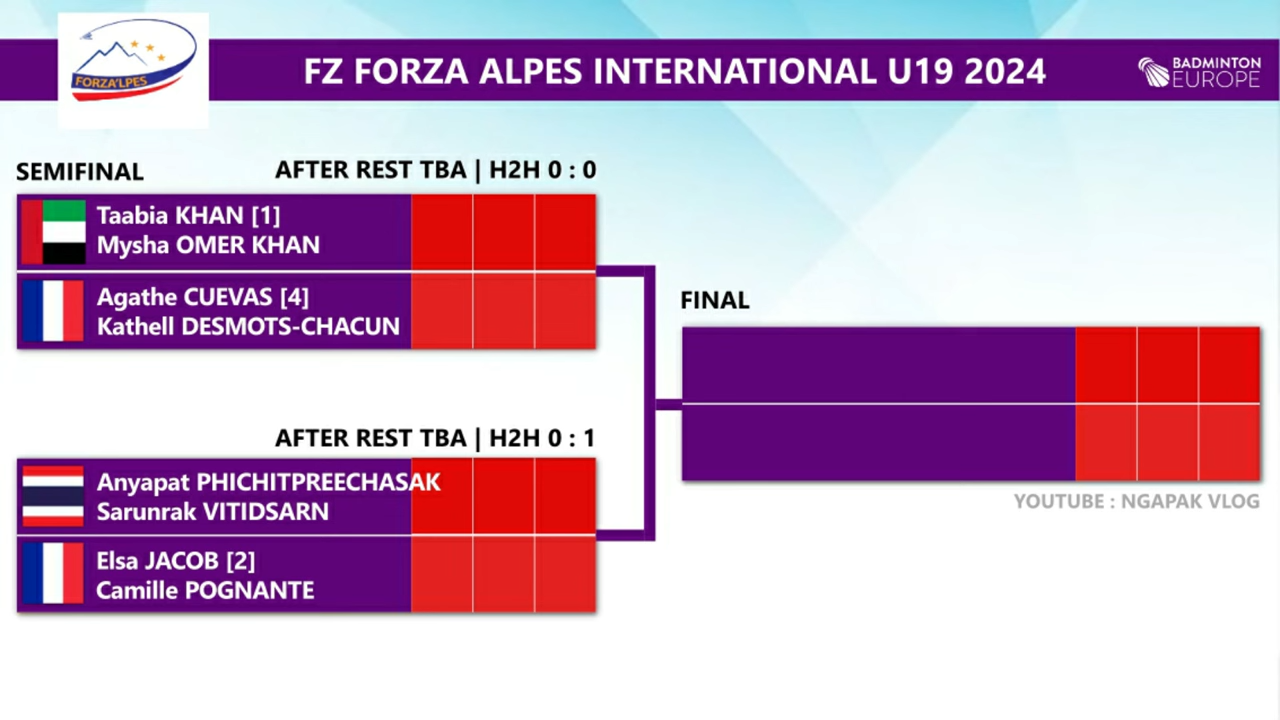 FORZA'LPES
FZ FORZA ALPES INTERNATIONAL U19 2024
BADMINTON
EUROPE
SEMIFINAL
AFTER REST TBA | H2H 0 : 0
Taabia KHAN [1]
Mysha OMER KHAN
Agathe CUEVAS [4]
Kathell DESMOTS-CHACUN
AFTER REST TBA | H2H 0 : 1
Anyapat PHICHITPREECHASAK
Sarunrak VITIDSARN
Elsa JACOB [2]
Camille POGNANTE
FINAL
YOUTUBE : NGAPAK VLOG